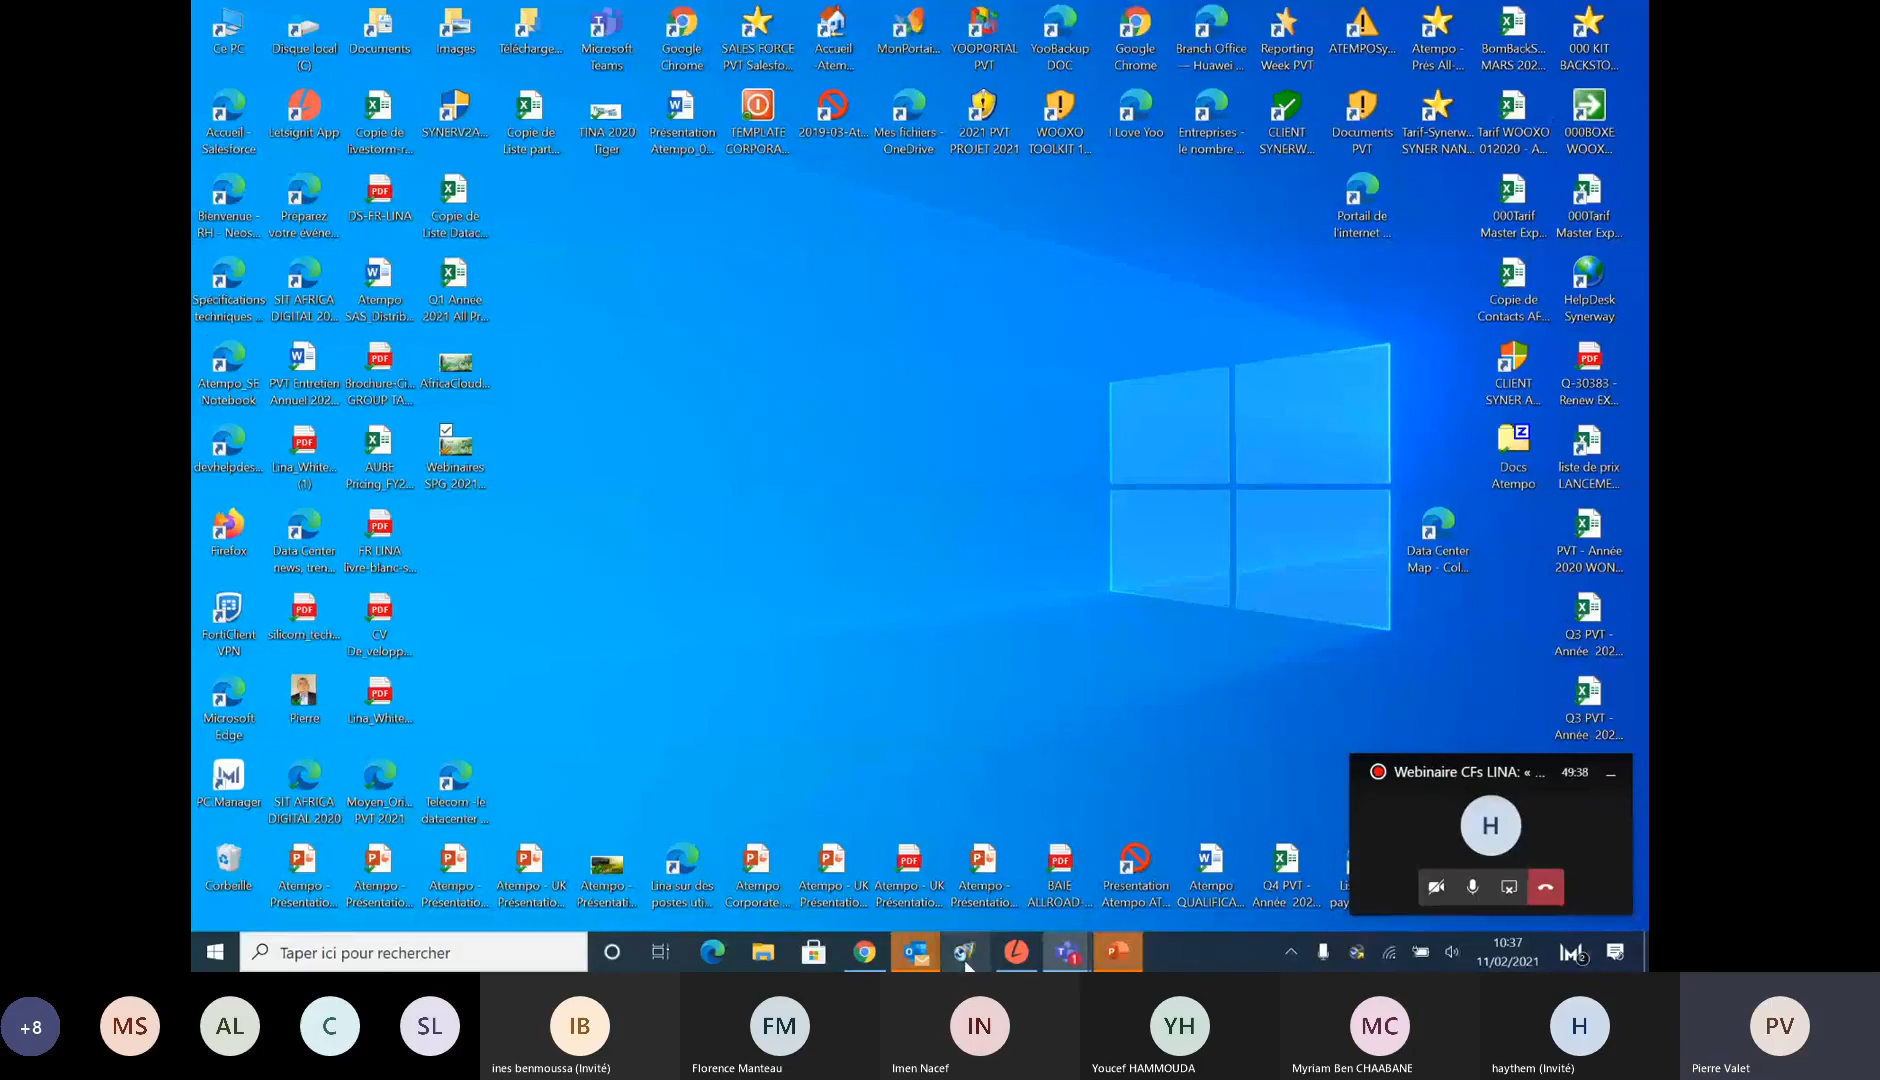 Ce PC
Disque local
(C)
Documents
Images
Télécharge...
Microsoft
Teams
Google
Chrome
SALES FORCE
PVT Salesfo...
Accueil
-Atem...
MonPortai...
YOOPORTAL
PVT
YooBackup
DOC
Google
Chrome
Branch Office
— Huawei ...
Reporting
Week PVT
ATEMPOSy...
Atempo -
Près All-...
BomBackS...
MARS 202...
000 KIT
BACKSTO...
Accueil -
Salesforce
Letsignit App
Copie de
livestorm-r...
SYNERV2A...
Copie de
Liste part...
TINA 2020
Tiger
Présentation
Atempo_0...
TEMPLATE
CORPORA...
2019-03-At...
Mes fichiers -
OneDrive
2021 PVT
PROJET 2021
WOOXO
TOOLKIT 1...
I Love Yoo
Entreprises -
le nombre ...
CLIENT
SYNERW...
Documents
PVT
Tarif-Synerw...
SYNER NAN...
Tarif WOOXO
012020 - A...
000BOXE
WOOX...
Bienvenue -
RH - Neos...
Préparez
votre événe...
DS-FR-LINA
Copie de
Liste Datac...
Portail de
l'internet ...
000Tarif
Master Exp...
000Tarif
Master Exp...
Spécifications
techniques ...
SIT AFRICA
DIGITAL 20...
Atempo
SAS_Distrib...
Q1 Année
2021 All Pr...
Copie de
Contacts AF...
HelpDesk
Synerway
Atempo_SE
Notebook
PVT Entretien
Annuel 202...
Brochure-Ci...
GROUP TA...
AfricaCloud...
CLIENT
SYNER A...
Q-30383 -
Renew EX...
devhelpdes...
Lina_White...
(1)
AUBE
Pricing_FY2...
Webinaires
SPG_2021...
Docs
Atempo
liste de prix
LANCEME...
Firefox
Data Center
news, tren...
FR LINA
livre-blanc-s...
Data Center
Map - Col...
PVT - Année
2020 WON...
FortiClient
VPN
silicom_tech...
CV
De_velopp...
Q3 PVT -
Année 202...
Microsoft
Edge
Pierre
Lina_White...
Q3 PVT -
Année 202...
PC Manager
SIT AFRICA
DIGITAL 2020
Moyen_Ori...
PVT 2021
Telecom -le
datacenter ...
Webinaire CFs LINA: « ... 49:38
H
Corbeille
Atempo -
Présentatio...
Atempo -
Présentatio...
Atempo -
Présentatio...
Atempo - UK
Présentatio...
Atempo -
Présentati...
Lina sur des
postes uti...
Atempo
Corporate ...
Atempo - UK
Présentatio...
Atempo - UK
Présentatio...
Atempo -
Présentatio...
BAIE
ALLROAD-...
Presentation
Atempo AT...
Atempo
QUALIFICA...
Q4 PVT -
Année 202...
Taper ici pour rechercher
10:37
11/02/2021
+8
MS
AL
C
SL
IB
FM
IN
YH
MC
H
PV
ines benmoussa (Invité)
Florence Manteau
Imen Nacef
Youcef HAMMOUDA
Myriam Ben CHAABANE
haythem (Invité)
Pierre Valet